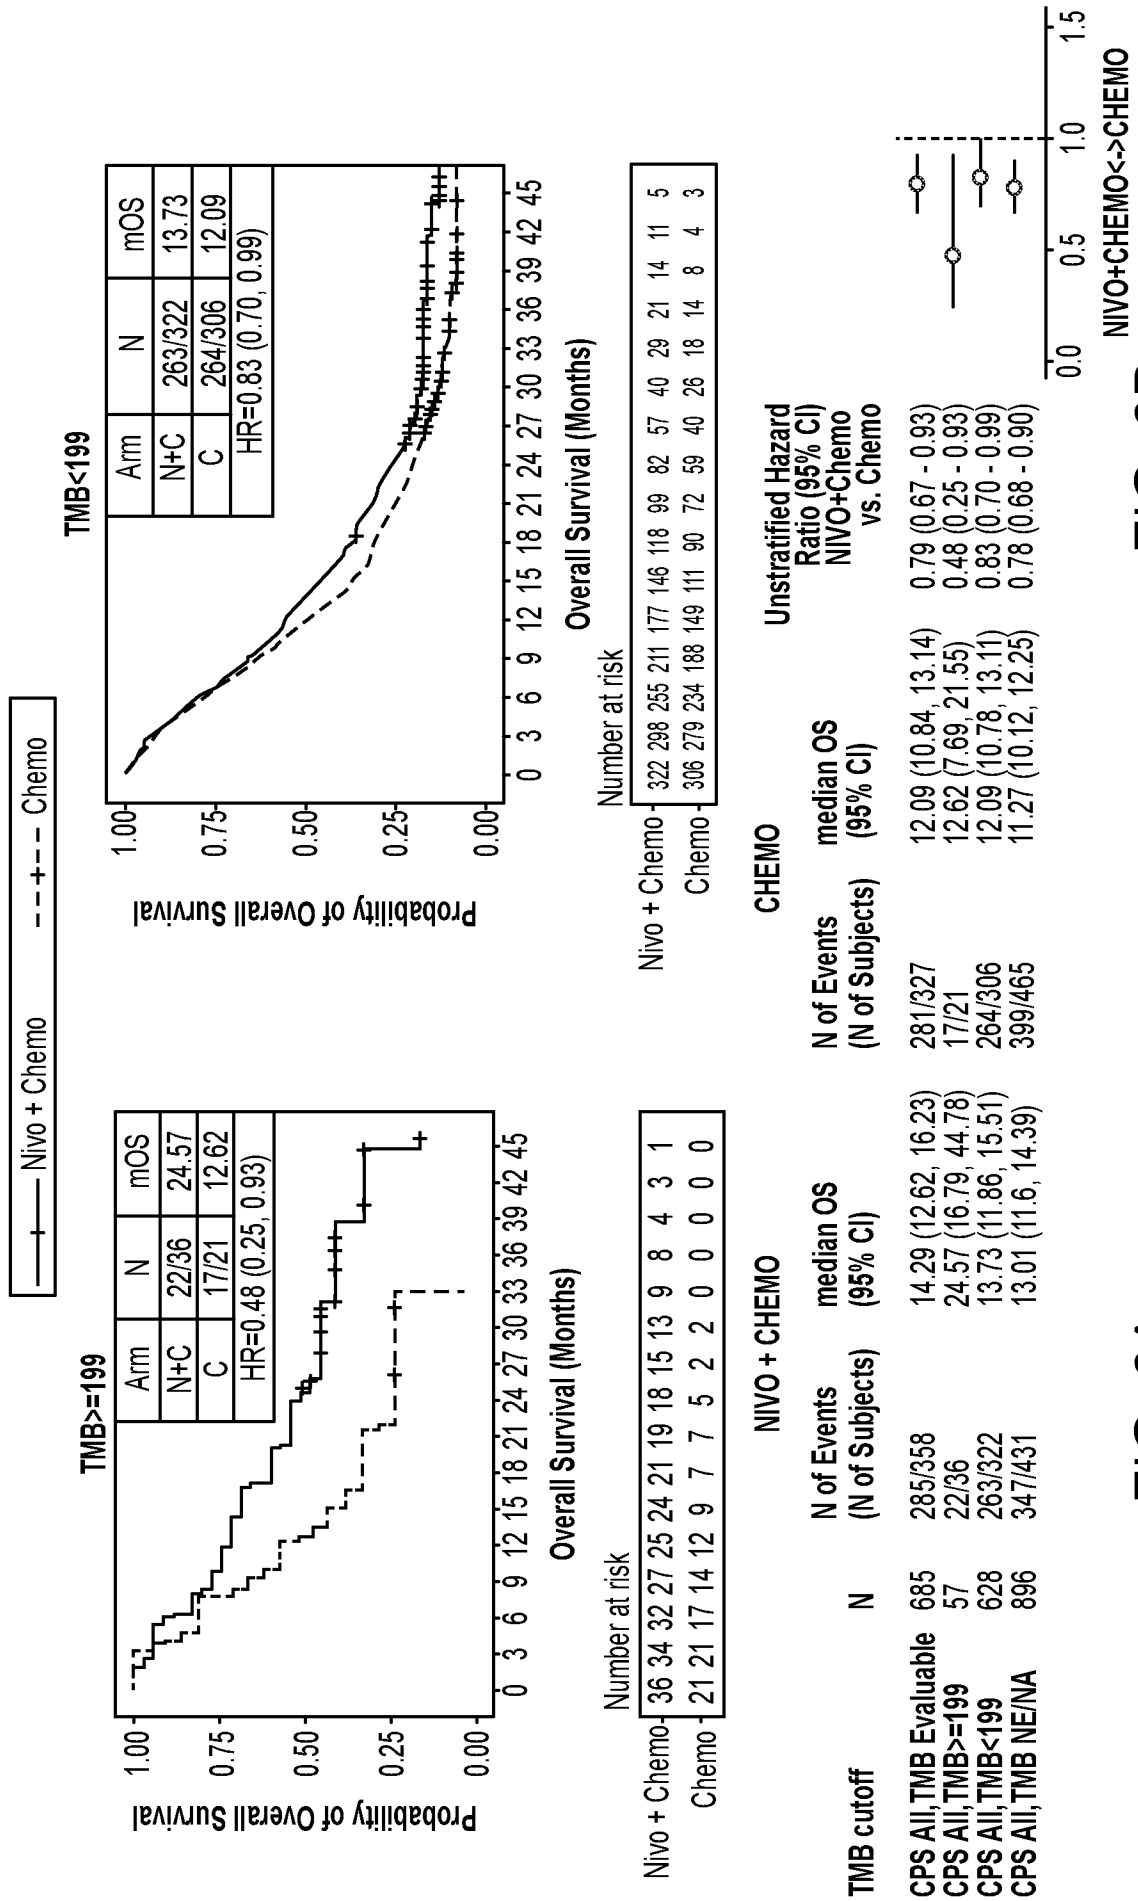 Nivo + Chemo Chemo
TMB>=199
Probability of Overall Survival
1.00
0.75
0.50
0.25
0.00
Arm N mOS
N+C 22/36 24.57
C 17/21 12.62
HR=0.48 (0.25, 0.93)
0 3 6 9 12 15 18 21 24 27 30 33 36 39 42 45
Overall Survival (Months)
Number at risk
Nivo + Chemo 36 34 32 27 25 24 21 19 18 15 13 9 8 4 3 1
Chemo 21 21 17 14 12 9 7 7 5 2 2 0 0 0 0 0
TMB<199
Probability of Overall Survival
1.00
0.75
0.50
0.25
0.00
Arm N mOS
N+C 263/322 13.73
C 264/306 12.09
HR=0.83 (0.70, 0.99)
0 3 6 9 12 15 18 21 24 27 30 33 36 39 42 45
Overall Survival (Months)
Number at risk
Nivo + Chemo 322 298 255 211 177 146 118 99 82 57 40 29 21 14 11 5
Chemo 306 279 234 188 149 111 90 72 59 40 26 18 14 8 4 3
NIVO + CHEMO CHEMO
Unstratified Hazard
Ratio (95% CI)
N of Events median OS N of Events median OS NIVO+Chemo
TMB cutoff N (N of Subjects) (95% CI) (N of Subjects) (95% CI) vs. Chemo
CPS All,TMB Evaluable 685 285/358 14.29 (12.62, 16.23) 281/327 12.09 (10.84, 13.14) 0.79 (0.67 - 0.93)
CPS All,TMB>=199 57 22/36 24.57 (16.79, 44.78) 17/21 12.62 (7.69, 21.55) 0.48 (0.25 - 0.93)
CPS All,TMB<199 628 263/322 13.73 (11.86, 15.51) 264/306 12.09 (10.78, 13.11) 0.83 (0.70 - 0.99)
CPS All,TMB NE/NA 896 347/431 13.01 (11.6, 14.39) 399/465 11.27 (10.12, 12.25) 0.78 (0.68 - 0.90)
0.0 0.5 1.0 1.5
NIVO+CHEMO<->CHEMO